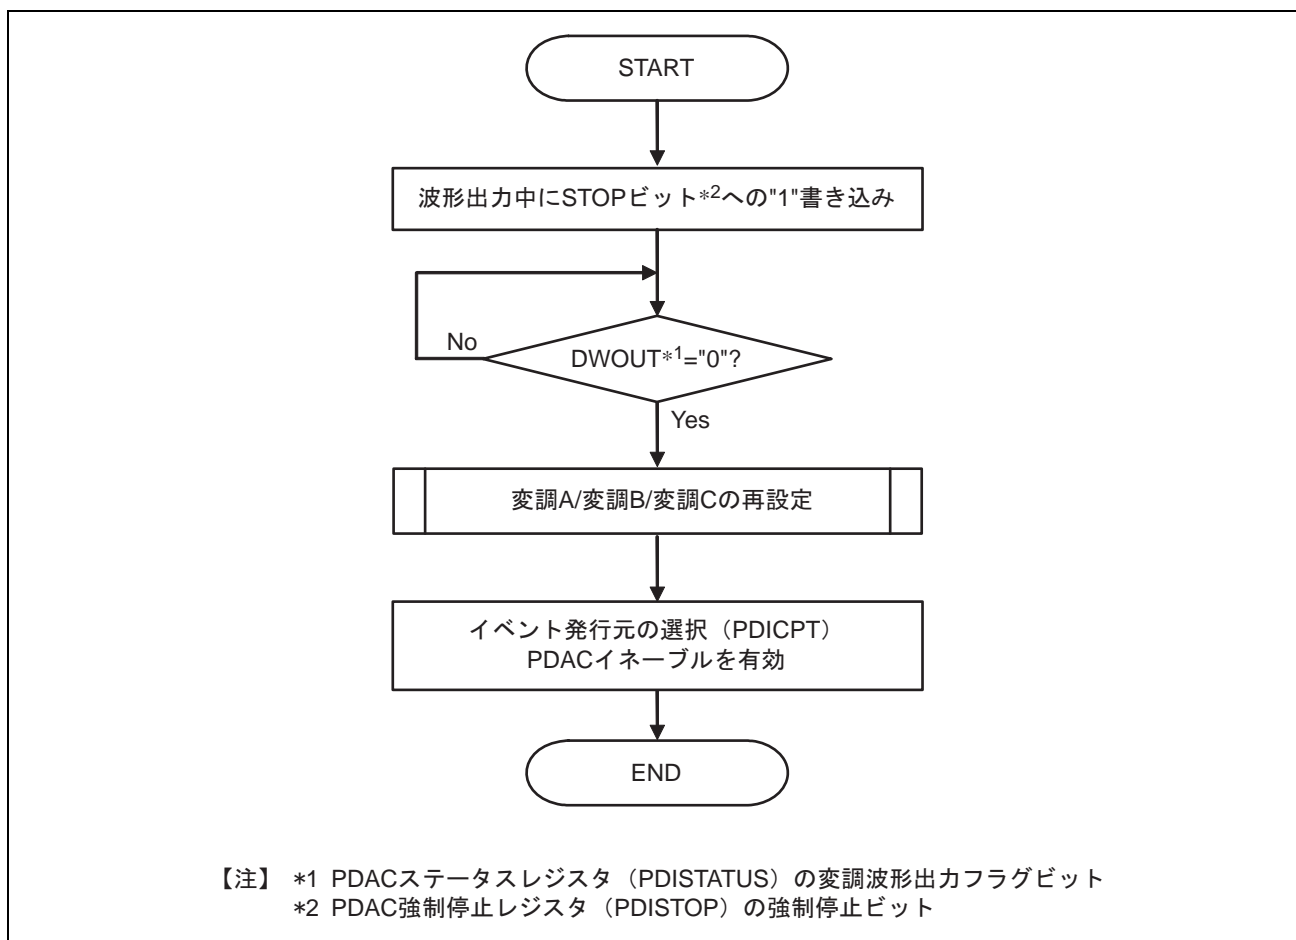 START
波形出力中にSTOPビット*2への"1"書き込み
No
DWOUT*1="0"?
Yes
変調A/変調B/変調Cの再設定
イベント発行元の選択（PDICPT）
PDACイネーブルを有効
END
【注】 *1 PDACステータスレジスタ（PDISTATUS）の変調波形出力フラグビット
*2 PDAC強制停止レジスタ（PDISTOP）の強制停止ビット